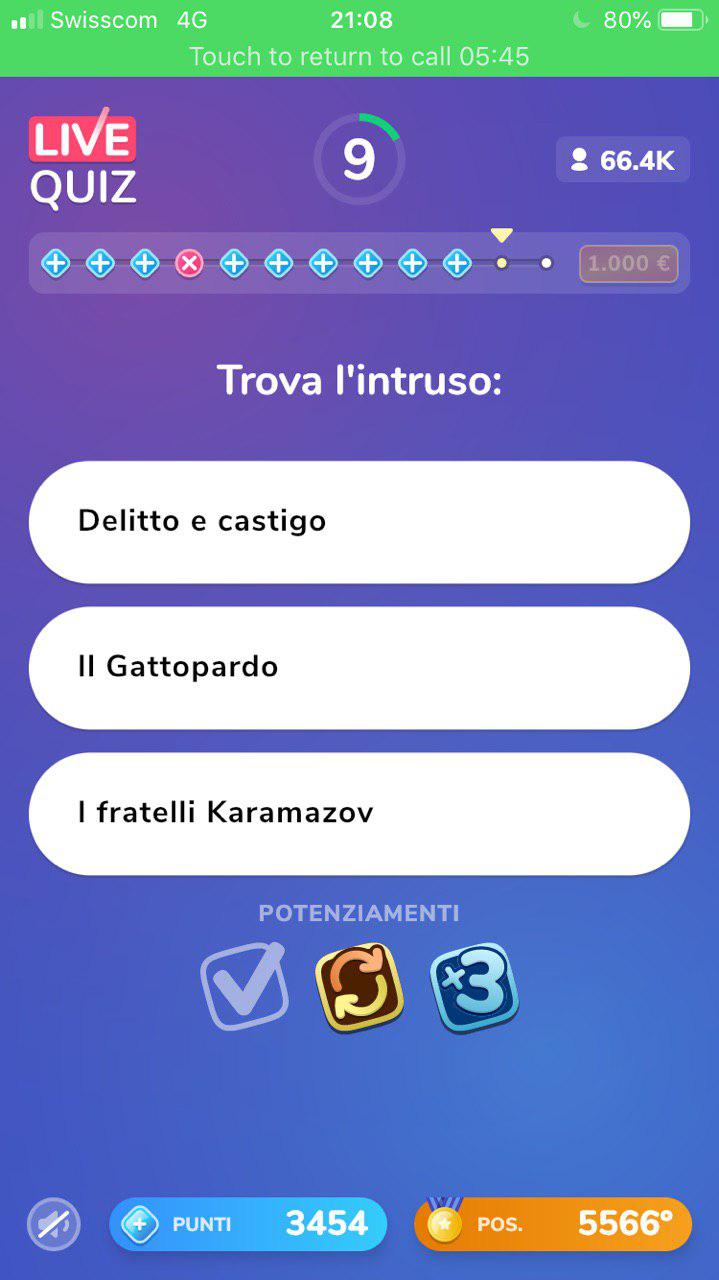 Swisscom 4G 21:08 80%
Touch to return to call 05:45
LIVE
QUIZ
9
66.4K
1.000 €
Trova l'intruso:
Delitto e castigo
Il Gattopardo
I fratelli Karamazov
POTENZIAMENTI
+3
PUNTI 3454
POS. 5566º